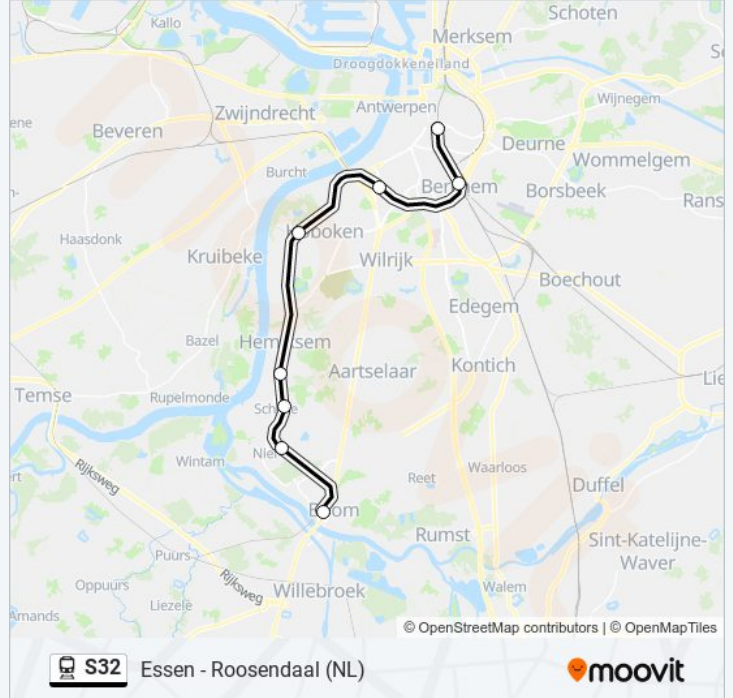 Schoten
Kallo
Merksem
Droogdokkeneiland
Antwerpen
Wijnegem
Zwijndrecht
Beveren
Deurne
Wommelgem
Burcht
Borsbeek
Rans
Haasdonk
Hoboken
Kruibeke
Wilrijk
Boechout
Edegem
Bazel
Aartselaar
Kontich
Temse
Rupelmonde
Niel
Wintam
Rijksweg
Reet
Waarloos
Duffel
Boom
Rumst
Sint-Katelijne-
Waver
Puurs
Rijksweg
Willebroek
Walem
Oppuurs
Liezele
Amands
© OpenStreetMap contributors | © OpenMapTiles
S32 Essen - Roosendaal (NL)
moovit